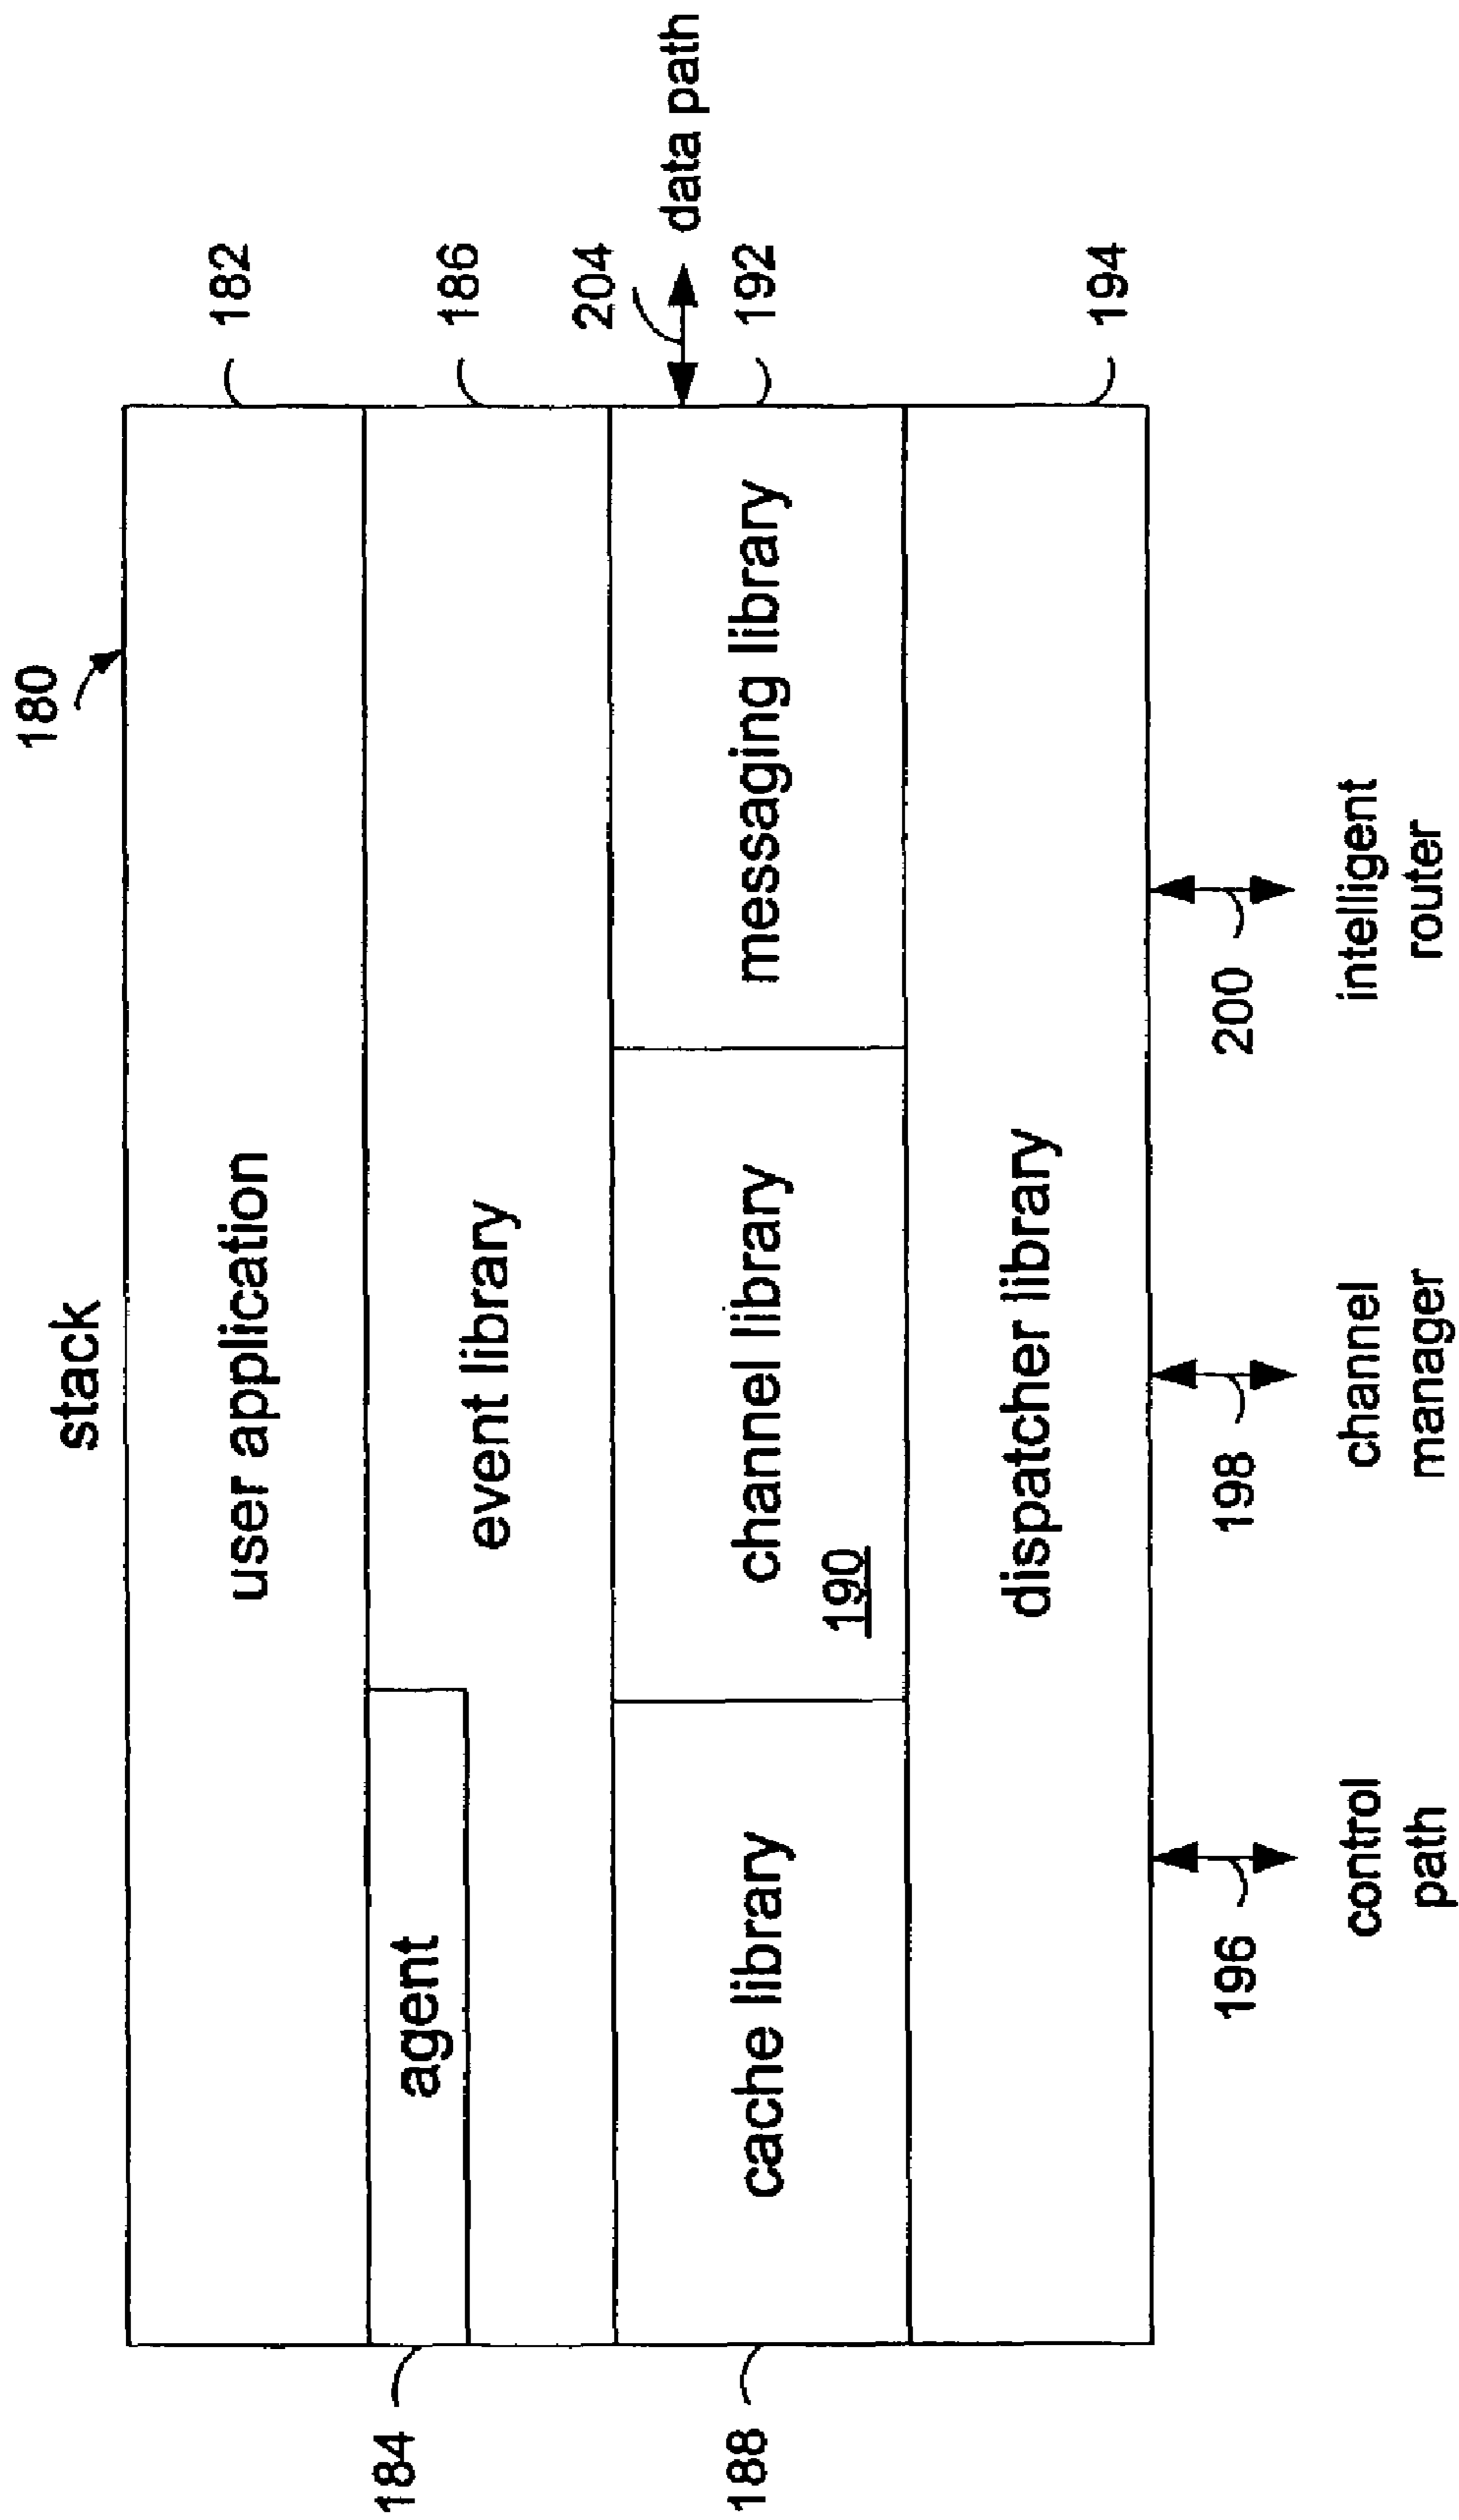 stack
180
user application
182
184
agent
event library
186
204
data path
188
cache library
channel library
190
messaging library
192
dispatcher library
194
196
198
200
control
path
channel
manager
intelligent
router